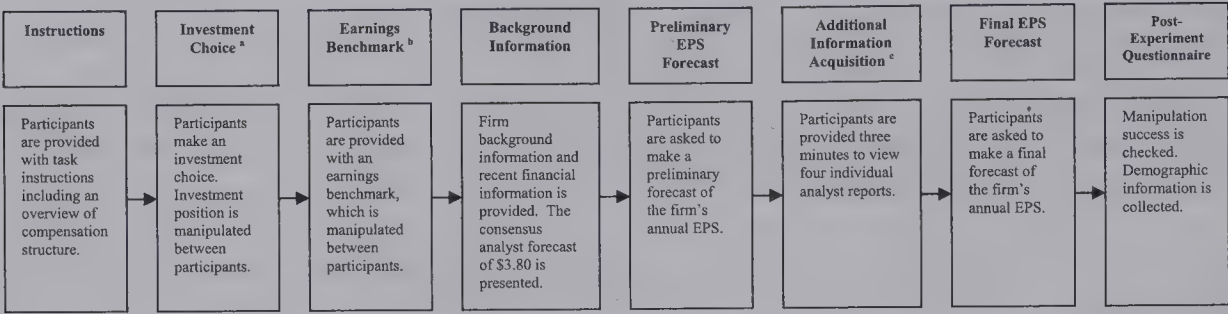 Instructions
Investment
Choice a
Earnings
Benchmark b
Background
Information
Preliminary
EPS
Forecast
Additional
Information
Acquisition c
Final EPS
Forecast
Post-
Experiment
Questionnaire
Participants
are provided
with task
instructions
including an
overview of
compensation
structure.
Participants
make an
investment
choice.
Investment
position is
manipulated
between
participants.
Participants
are provided
with an
earnings
benchmark,
which is
manipulated
between
participants.
Firm
background
information and
recent financial
information is
provided. The
consensus
analyst forecast
of $3.80 is
presented.
Participants
are asked to
make a
preliminary
forecast of
the firm's
annual EPS.
Participants are
provided three
minutes to view
four individual
analyst reports.
Participants
are asked to
make a final
forecast of
the firm's
annual EPS.
Manipulation
success is
checked.
Demographic
information is
collected.